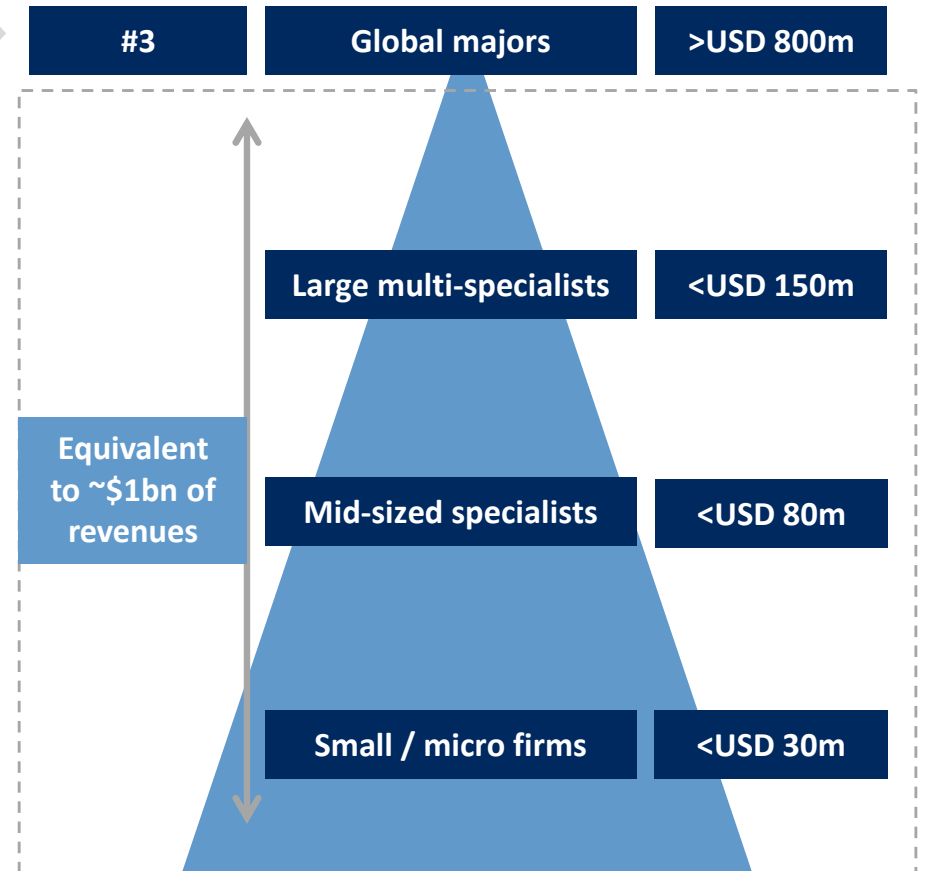 #3 Global majors >USD 800m
Large multi-specialists <USD 150m
Equivalent
to ~$1bn of
revenues
Mid-sized specialists <USD 80m
Small / micro firms <USD 30m